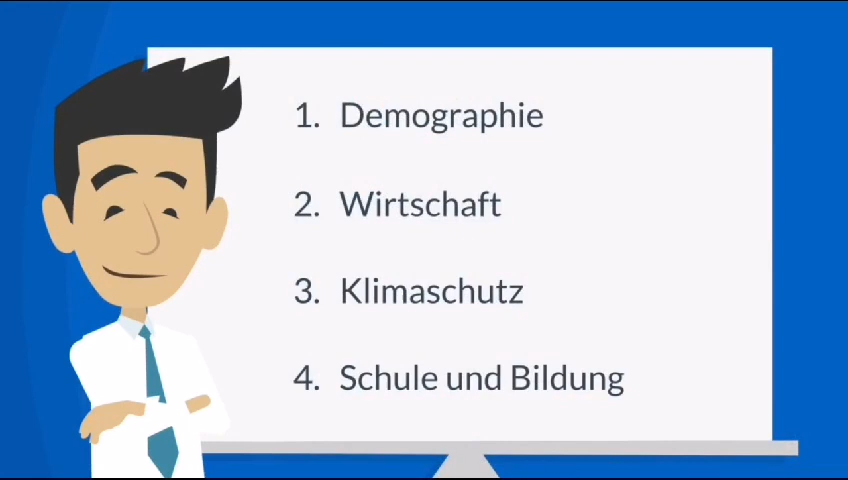 1. Demographie
2. Wirtschaft
3. Klimaschutz
4. Schule und Bildung